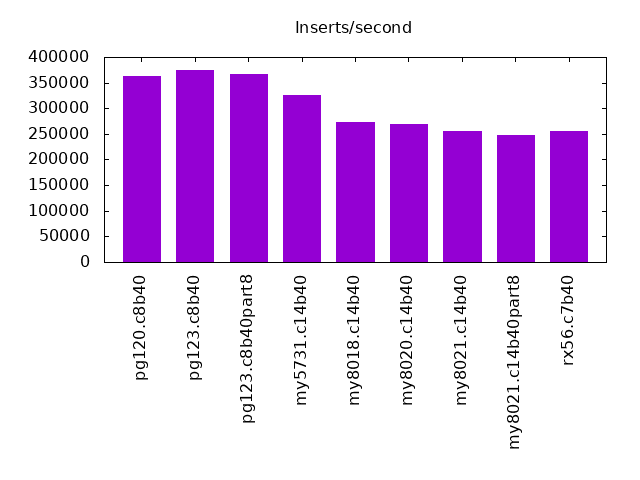 Inserts/second
400000
350000
300000
250000
200000
150000
100000
50000
0
pg120.c8b40
pg123.c8b40
pg123.c8b40part8
my5731.c14b40
my8018.c14b40
my8020.c14b40
my8021.c14b40
my8021.c14b40part8
rx56.c7b40